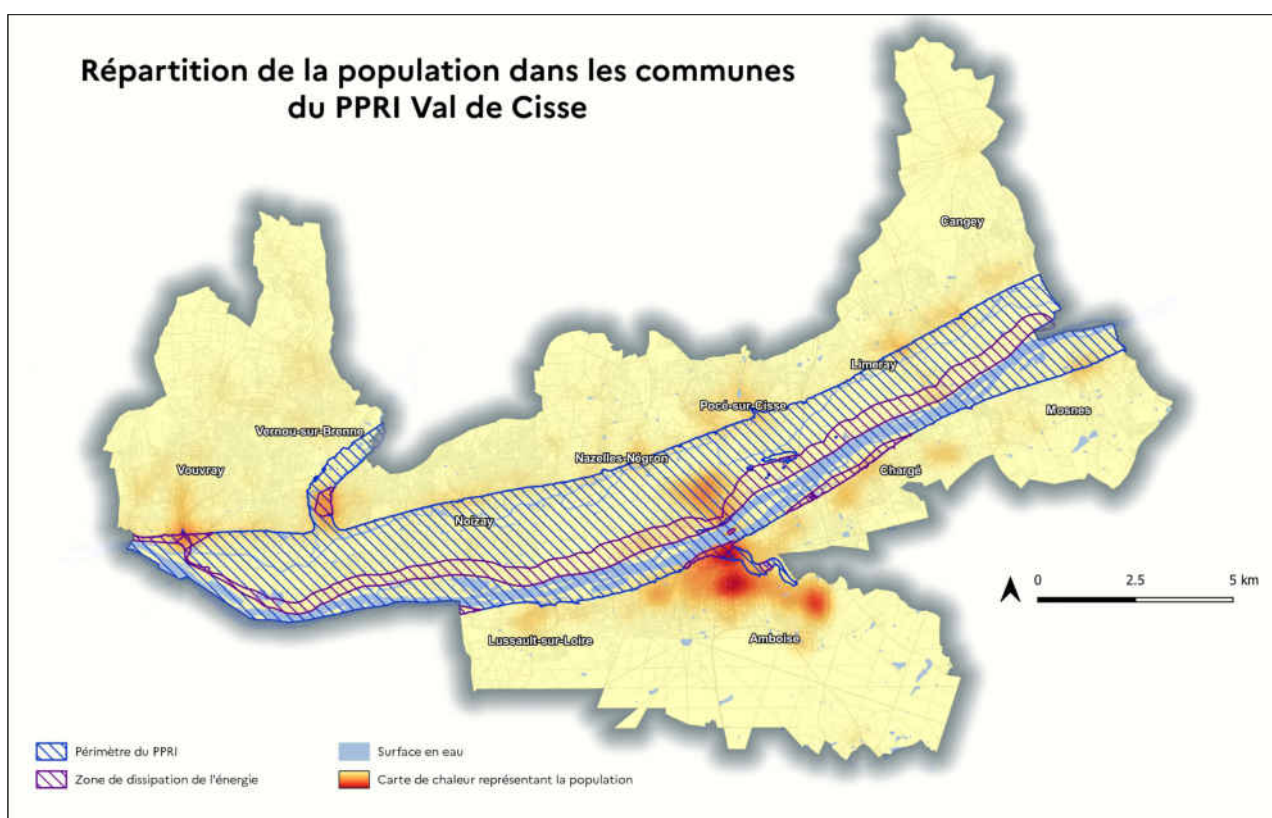 Répartition de la population dans les communes
du PPRI Val de Cisse
Cangey
Limeray
Pocé-sur-Cisse
Mosnes
Vernou-sur-Brenne
Nazelles-Négron
Vouvray
Chargé
Noizay
Lussault-sur-Loire
Amboise
0 2.5 5 km
Périmètre du PPRI
Surface en eau
Zone de dissipation de l'énergie
Carte de chaleur représentant la population